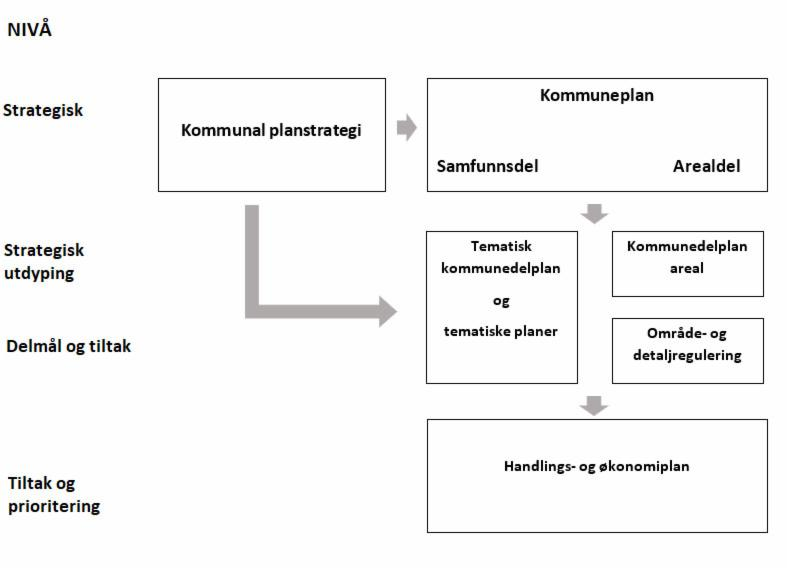 NIVÅ
Strategisk
Kommunal planstrategi
Kommuneplan
Samfunnsdel
Arealdel
Strategisk
utdyping
Tematisk
kommunedelplan
og
tematiske planer
Kommunedelplan
areal
Delmål og tiltak
Område- og
detaljregulering
Tiltak og
prioritering
Handlings- og økonomiplan